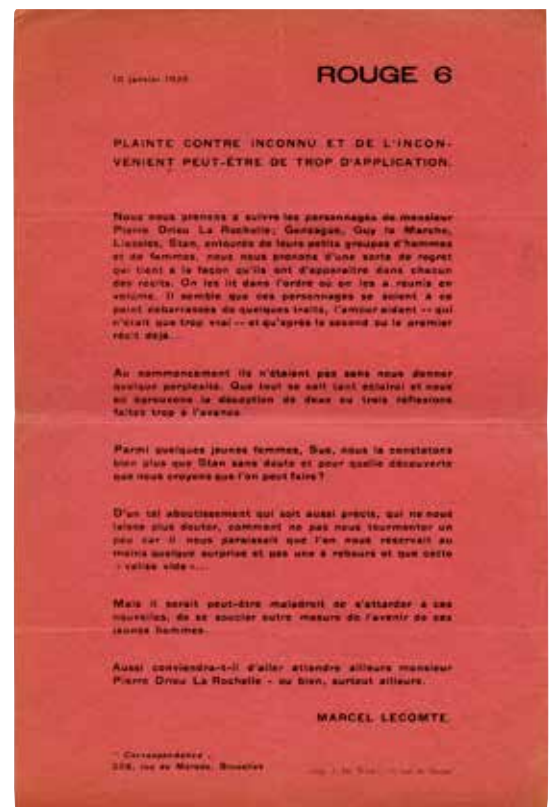 10 janvier 1925
ROUGE 6
PLAINTE CONTRE INCONNU ET DE L'INCON-
VENIENT PEUT-ÊTRE DE TROP D'APPLICATION.
Nous nous prenons a suivre les personnages de monsieur
Pierre Drieu La Rochelle; Gonzague, Guy la Marche,
Liessies, Stan, entourés de leurs petits groupes d'hommes
et de femmes, nous nous prenons d'une sorte de regret
qui tient à la façon qu'ils ont d'apparaître dans chacun
des récits. On les lit dans l'ordre où on les a reunis en
volume. Il semble que ces personnages se soient à ce
point debarrassés de quelques traits, l'amour aidant -- qui
n'était que trop vrai -- et qu'après le second ou le premier
récit déjà...
Au commencement ils n'étaient pas sans nous donner
quelque perplexité. Que tout se soit tant éclairci et nous
en éprouvons la déception de deux ou trois réflexions
faites trop à l'avance.
Parmi quelques jeunes femmes, Sue, nous la constatons
bien plus que Stan sans doute et pour quelle découverte
que nous croyons que l'on peut faire?
D'un tel aboutissement qui soit aussi précis, qui ne nous
laisse plus douter, comment ne pas nous tourmenter un
peu car il nous paraissait que l'on nous réservait au
moins quelque surprise et pas une à rebours et que cette
« valise vide »...
Mais il serait peut-être maladroit de s'attarder à ces
nouvelles, de se soucier outre mesure de l'avenir de ces
jeunes hommes.
Aussi conviendra-t-il d'aller attendre ailleurs monsieur
Pierre Drieu La Rochelle - ou bien, surtout ailleurs.
MARCEL LECOMTE.
" Correspondance "
226, rue de Merode, Bruxelles